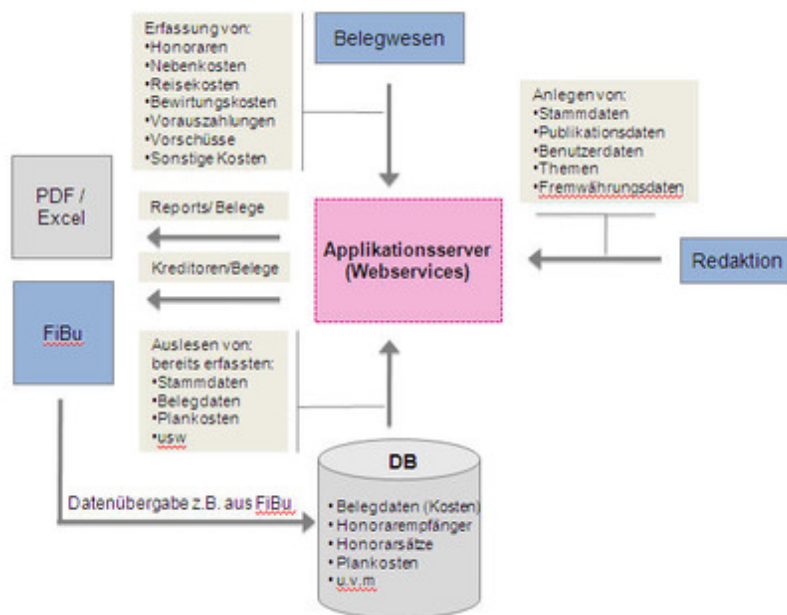 Erfassung von:
•Honoraren
•Nebenkosten
•Reisekosten
•Bewirtungskosten
•Vorauszahlungen
•Vorschüsse
•Sonstige Kosten
Belegwesen
Anlegen von:
•Stammdaten
•Publikationsdaten
•Benutzerdaten
•Themen
•Fremwährungsdaten
PDF /
Excel
Reports/ Belege
Applikationsserver
(Webservices)
Redaktion
Kreditoren/Belege
FiBu
Auslesen von:
bereits erfassten:
•Stammdaten
•Belegdaten
•Plankosten
•usw
DB
Datenübergabe z.B. aus FiBu
• Belegdaten (Kosten)
• Honorarempfänger
• Honorarsätze
• Plankosten
• u.v.m